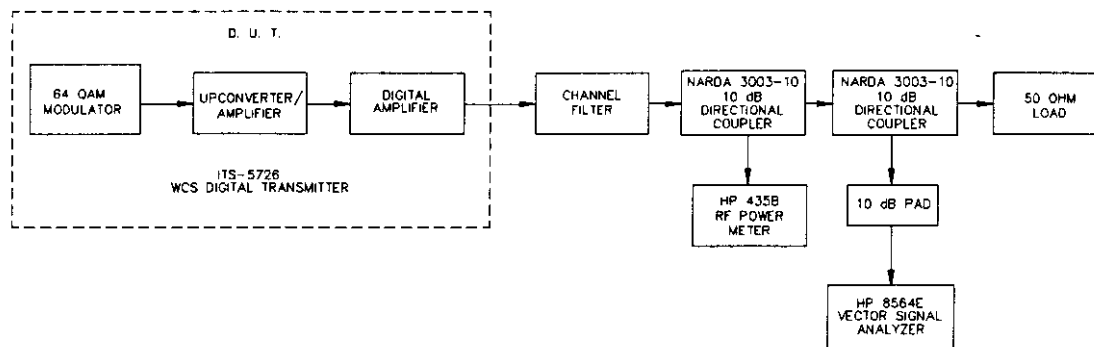 D. U. T.
64 QAM
MODULATOR
UPCONVERTER/
AMPLIFIER
DIGITAL
AMPLIFIER
ITS-5726
WCS DIGITAL TRANSMITTER
CHANNEL
FILTER
NARDA 3003-10
10 dB
DIRECTIONAL
COUPLER
NARDA 3003-10
10 dB
DIRECTIONAL
COUPLER
50 OHM
LOAD
HP 435B
RF POWER
METER
10 dB PAD
HP 8564E
VECTOR SIGNAL
ANALYZER